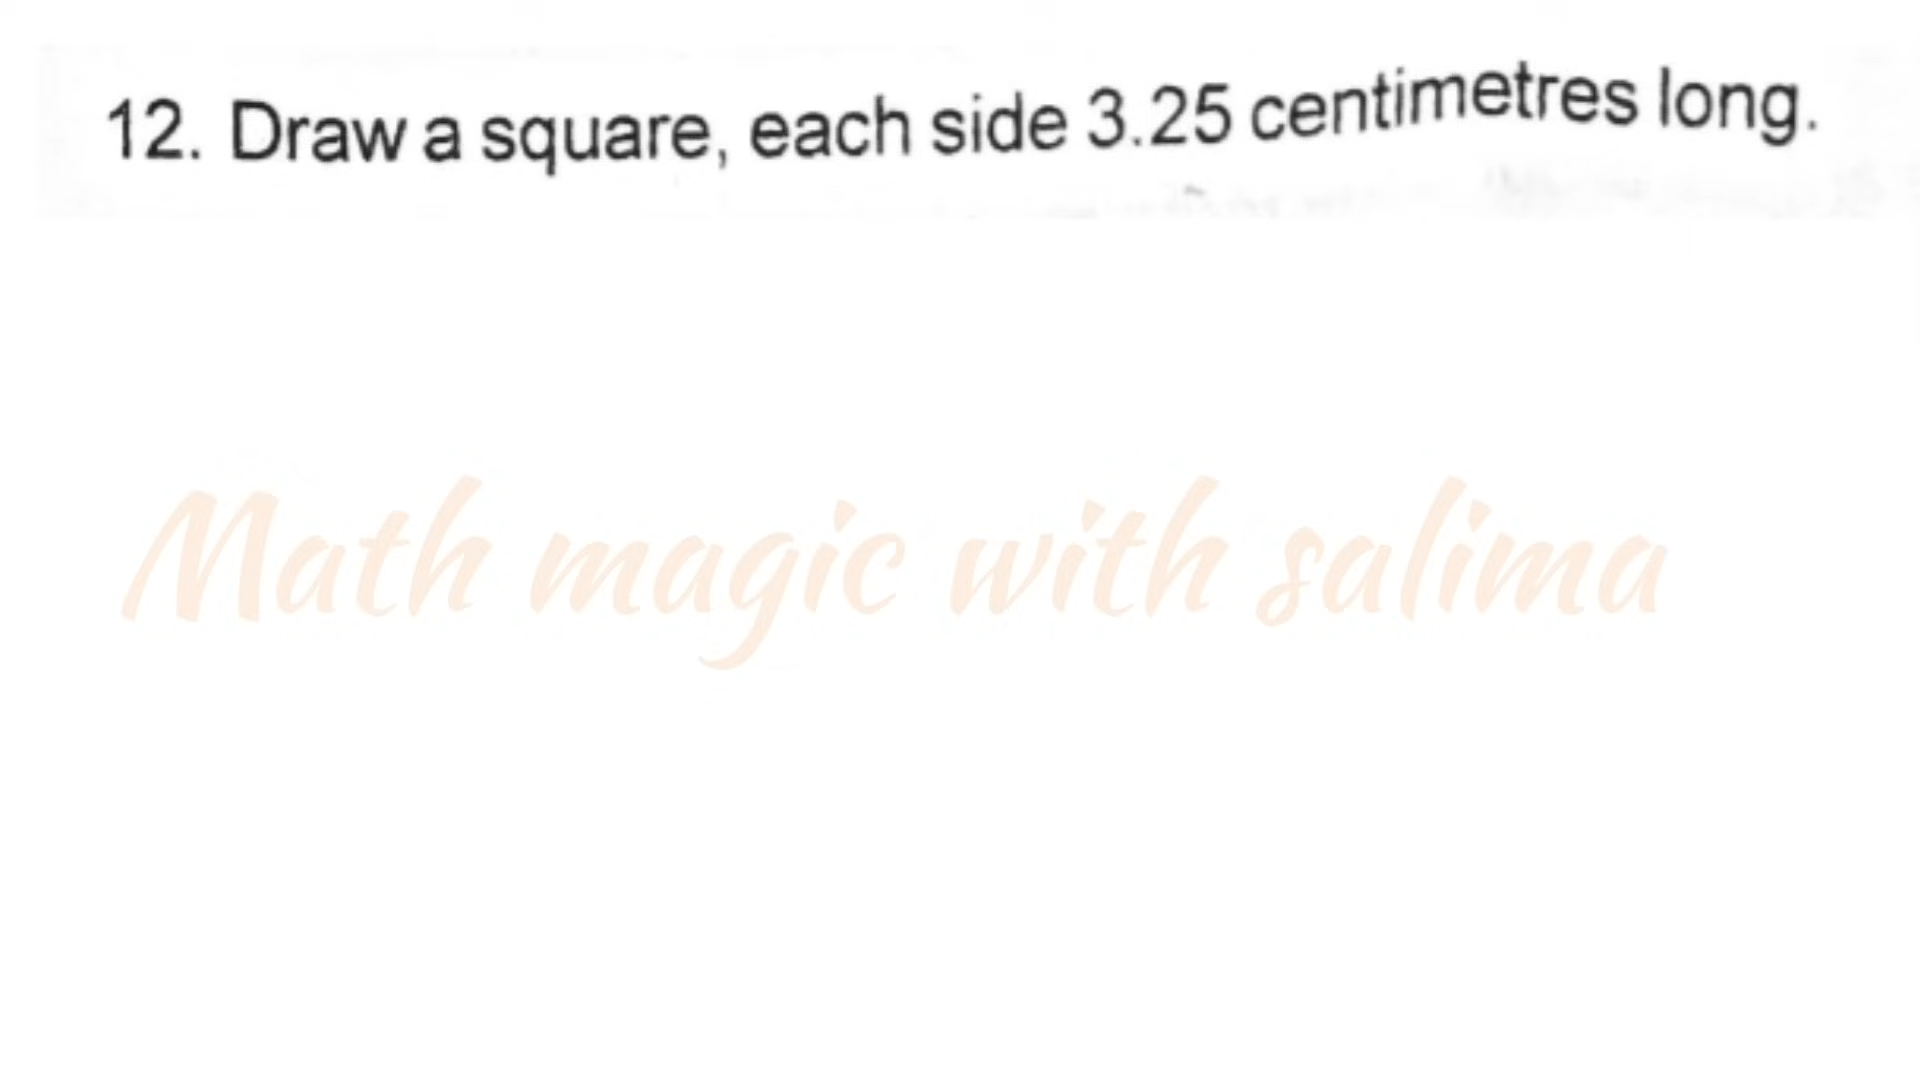 12. Draw a square, each side 3.25 centimetres long.
Math magic with salima